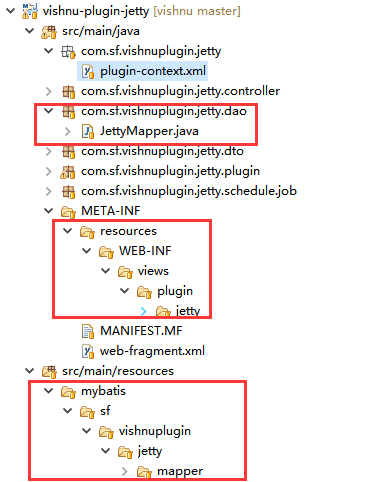 vishnu-plugin-jetty [vishnu master]
src/main/java
com.sf.vishnuplugin.jetty
plugin-context.xml
com.sf.vishnuplugin.jetty.controller
com.sf.vishnuplugin.jetty.dao
JettyMapper.java
com.sf.vishnuplugin.jetty.dto
com.sf.vishnuplugin.jetty.plugin
com.sf.vishnuplugin.jetty.schedule.job
META-INF
resources
WEB-INF
views
plugin
jetty
MANIFEST.MF
web-fragment.xml
src/main/resources
mybatis
sf
vishnuplugin
jetty
mapper